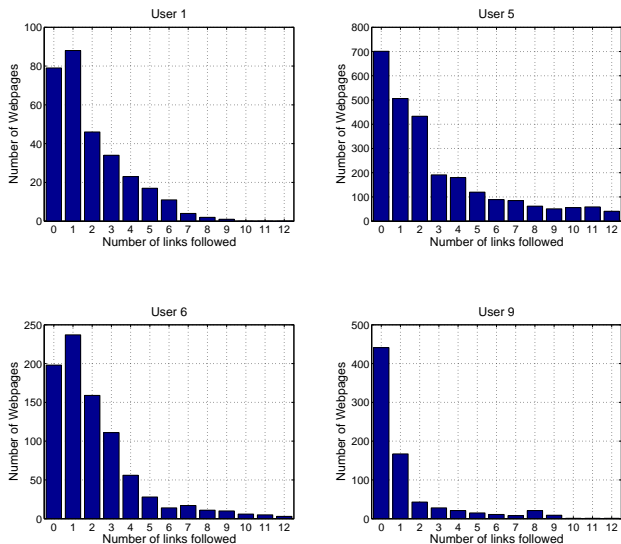 User 1
100
80
60
40
20
0
Number of Webpages
0 1 2 3 4 5 6 7 8 9 10 11 12
Number of links followed
User 5
800
700
600
500
400
300
200
100
0
Number of Webpages
0 1 2 3 4 5 6 7 8 9 10 11 12
Number of links followed
User 6
250
200
150
100
50
0
Number of Webpages
0 1 2 3 4 5 6 7 8 9 10 11 12
Number of links followed
User 9
500
400
300
200
100
0
Number of Webpages
0 1 2 3 4 5 6 7 8 9 10 11 12
Number of links followed